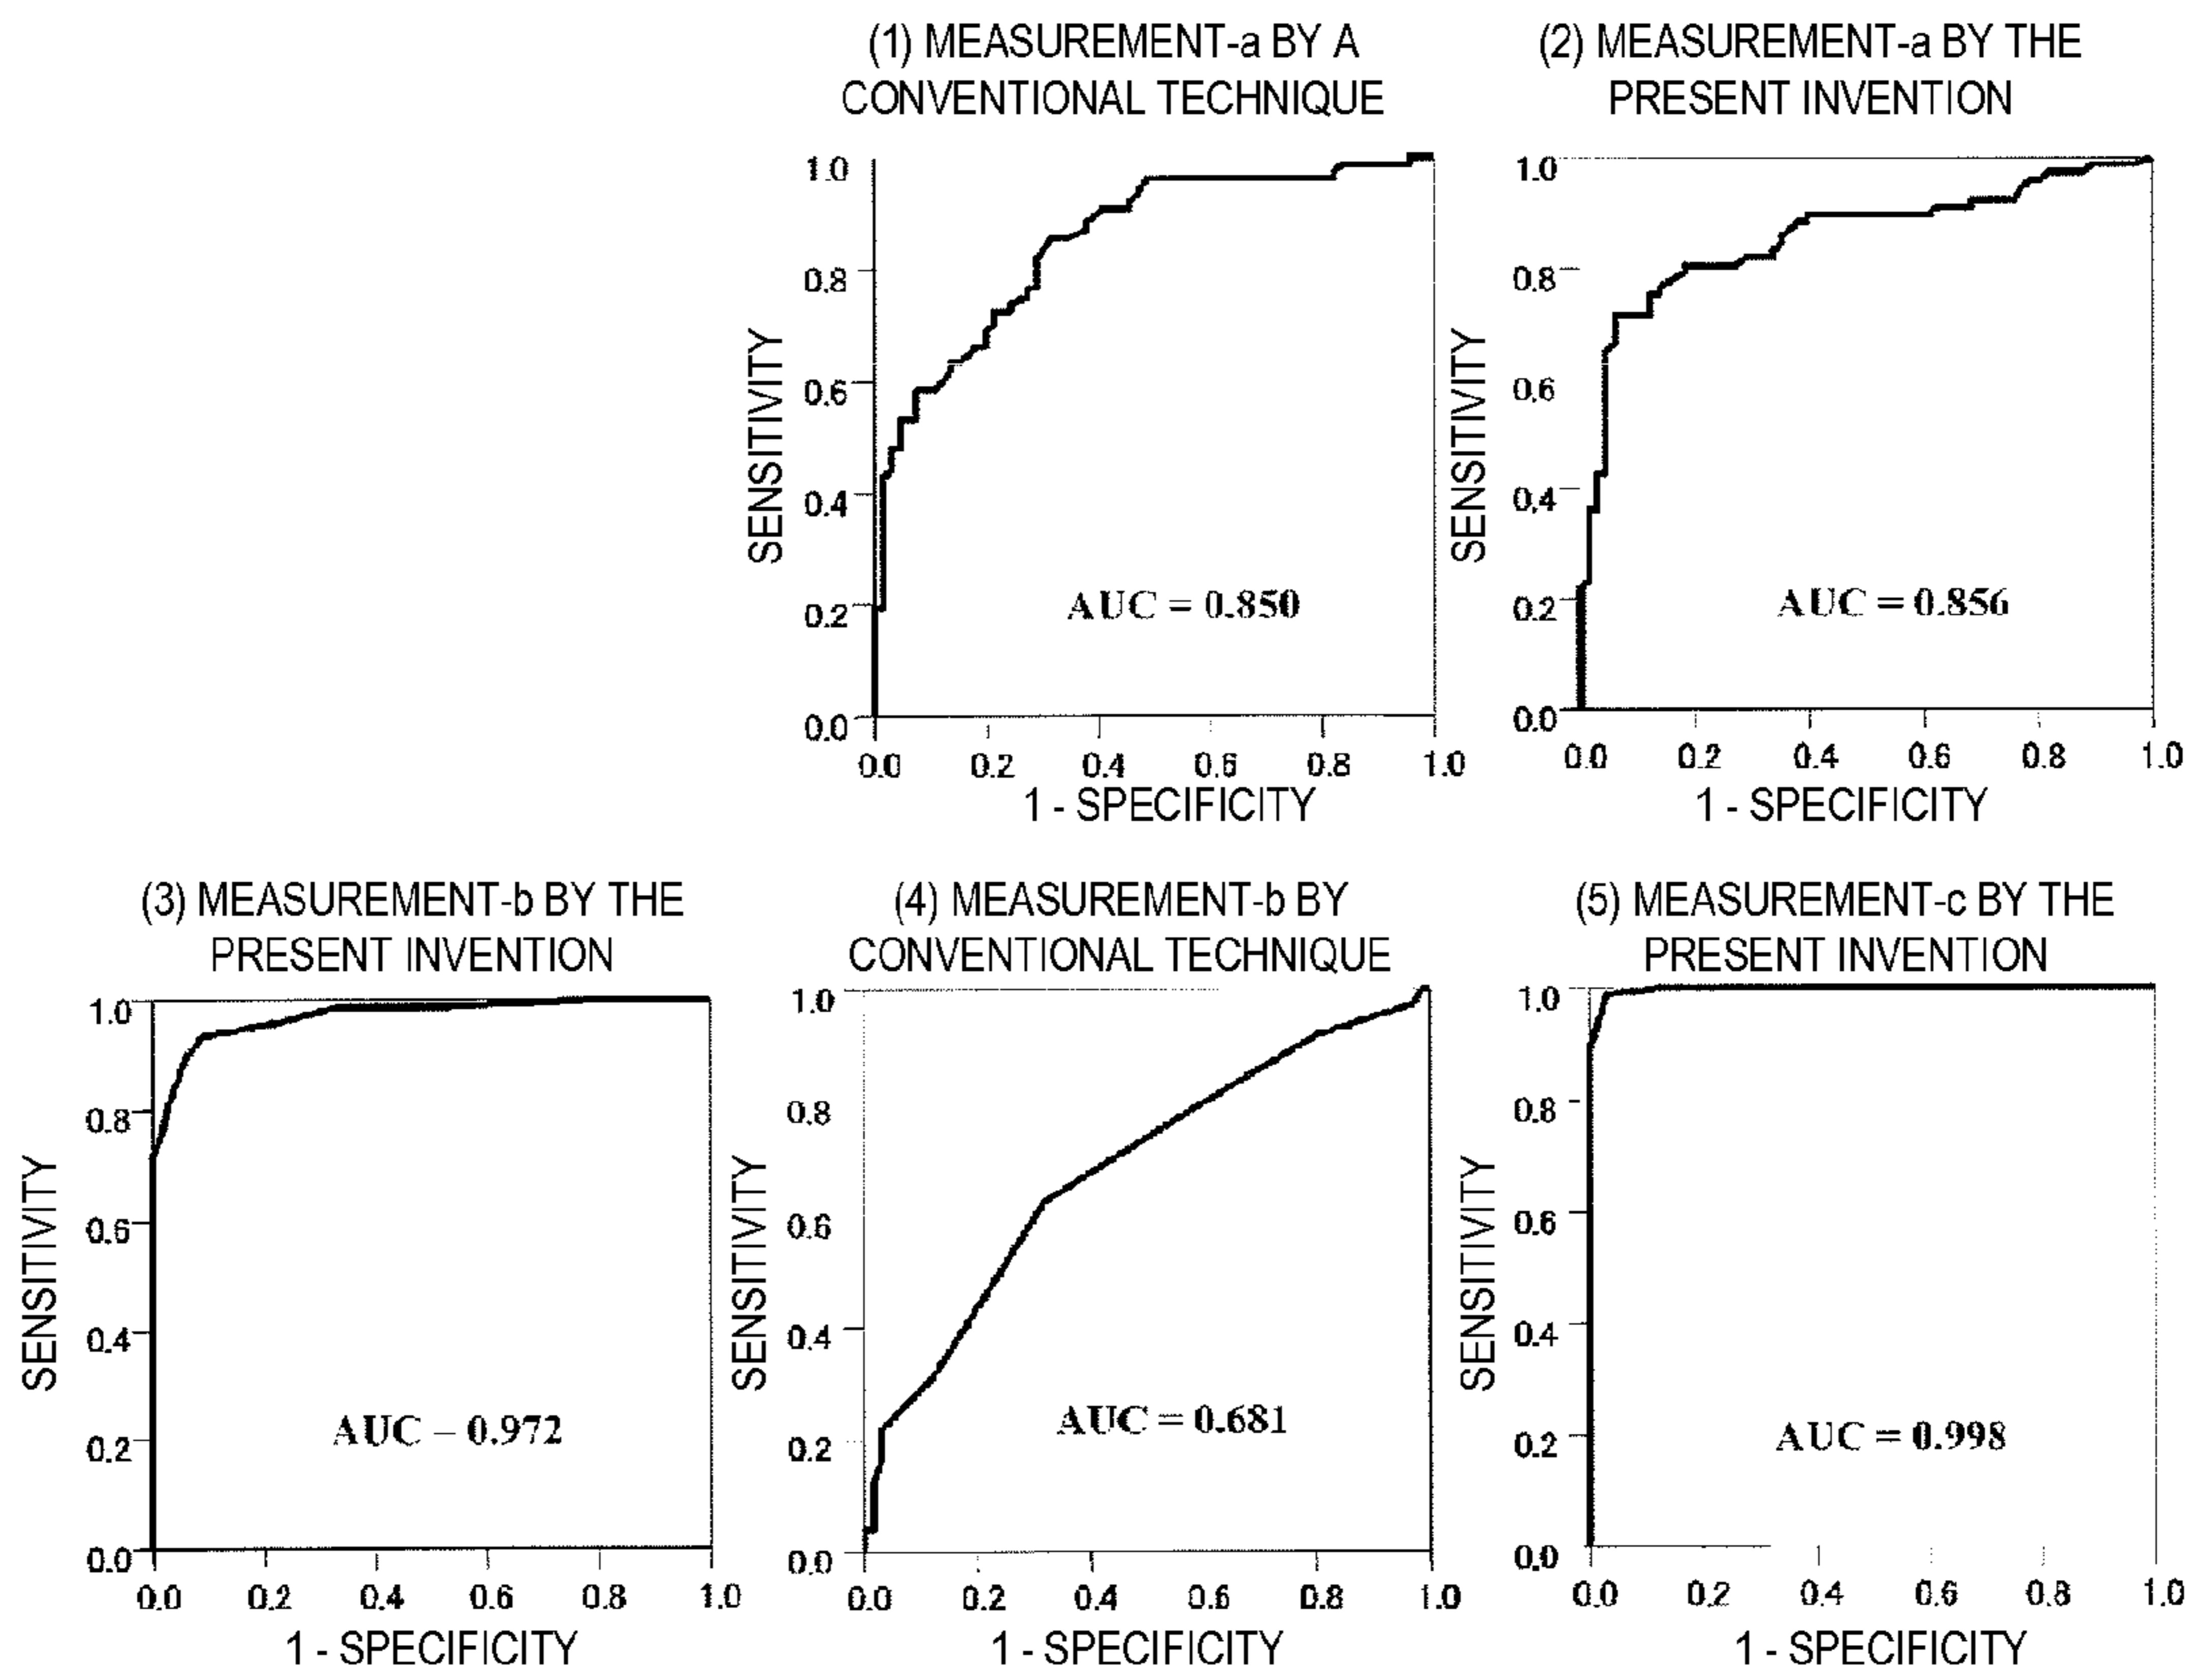 (1) MEASUREMENT-a BY A
CONVENTIONAL TECHNIQUE
1.0
0.8
0.6
0.4
0.2
0.0
SENSITIVITY
AUC = 0.850
0.0 0.2 0.4 0.6 0.8 1.0
1 - SPECIFICITY
(2) MEASUREMENT-a BY THE
PRESENT INVENTION
1.0
0.8
0.6
0.4
0.2
0.0
SENSITIVITY
AUC = 0.856
0.0 0.2 0.4 0.6 0.8 1.0
1 - SPECIFICITY
(3) MEASUREMENT-b BY THE
PRESENT INVENTION
1.0
0.8
0.6
0.4
0.2
0.0
SENSITIVITY
AUC – 0.972
0.0 0.2 0.4 0.6 0.8 1.0
1 - SPECIFICITY
(4) MEASUREMENT-b BY
CONVENTIONAL TECHNIQUE
1.0
0.8
0.6
0.4
0.2
0.0
SENSITIVITY
AUC = 0.681
0.0 0.2 0.4 0.6 0.8 1.0
1 - SPECIFICITY
(5) MEASUREMENT-c BY THE
PRESENT INVENTION
1.0
0.8
0.6
0.4
0.2
0.0
SENSITIVITY
AUC = 0.998
0.0 0.2 0.4 0.6 0.8 1.0
1 - SPECIFICITY